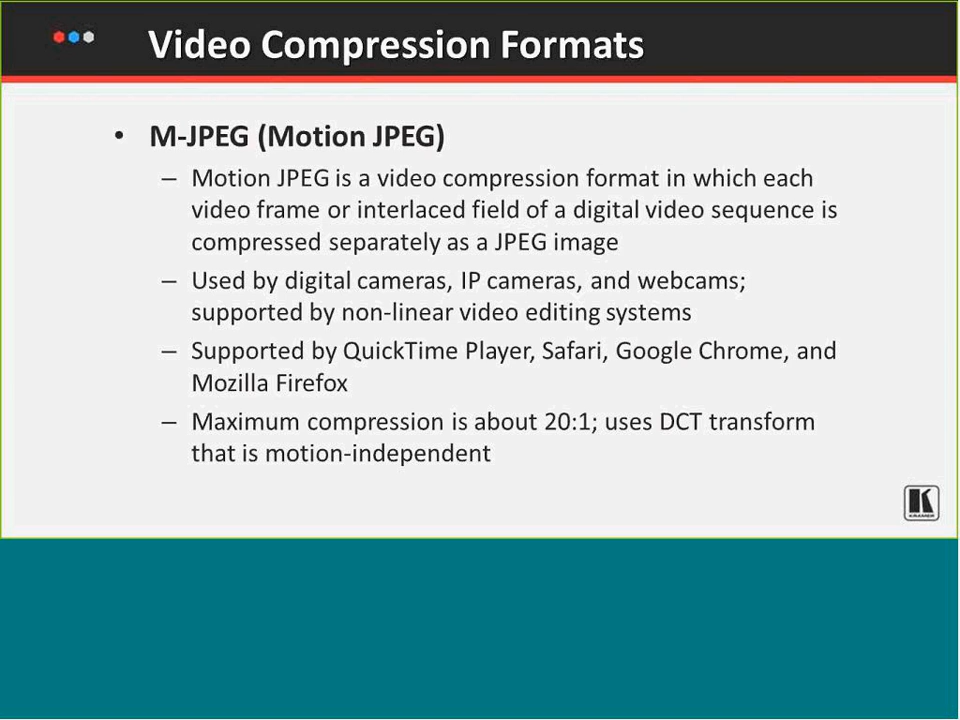 Video Compression Formats
• M-JPEG (Motion JPEG)
– Motion JPEG is a video compression format in which each
video frame or interlaced field of a digital video sequence is
compressed separately as a JPEG image
– Used by digital cameras, IP cameras, and webcams;
supported by non-linear video editing systems
– Supported by QuickTime Player, Safari, Google Chrome, and
Mozilla Firefox
– Maximum compression is about 20:1; uses DCT transform
that is motion-independent
K
KRAMER